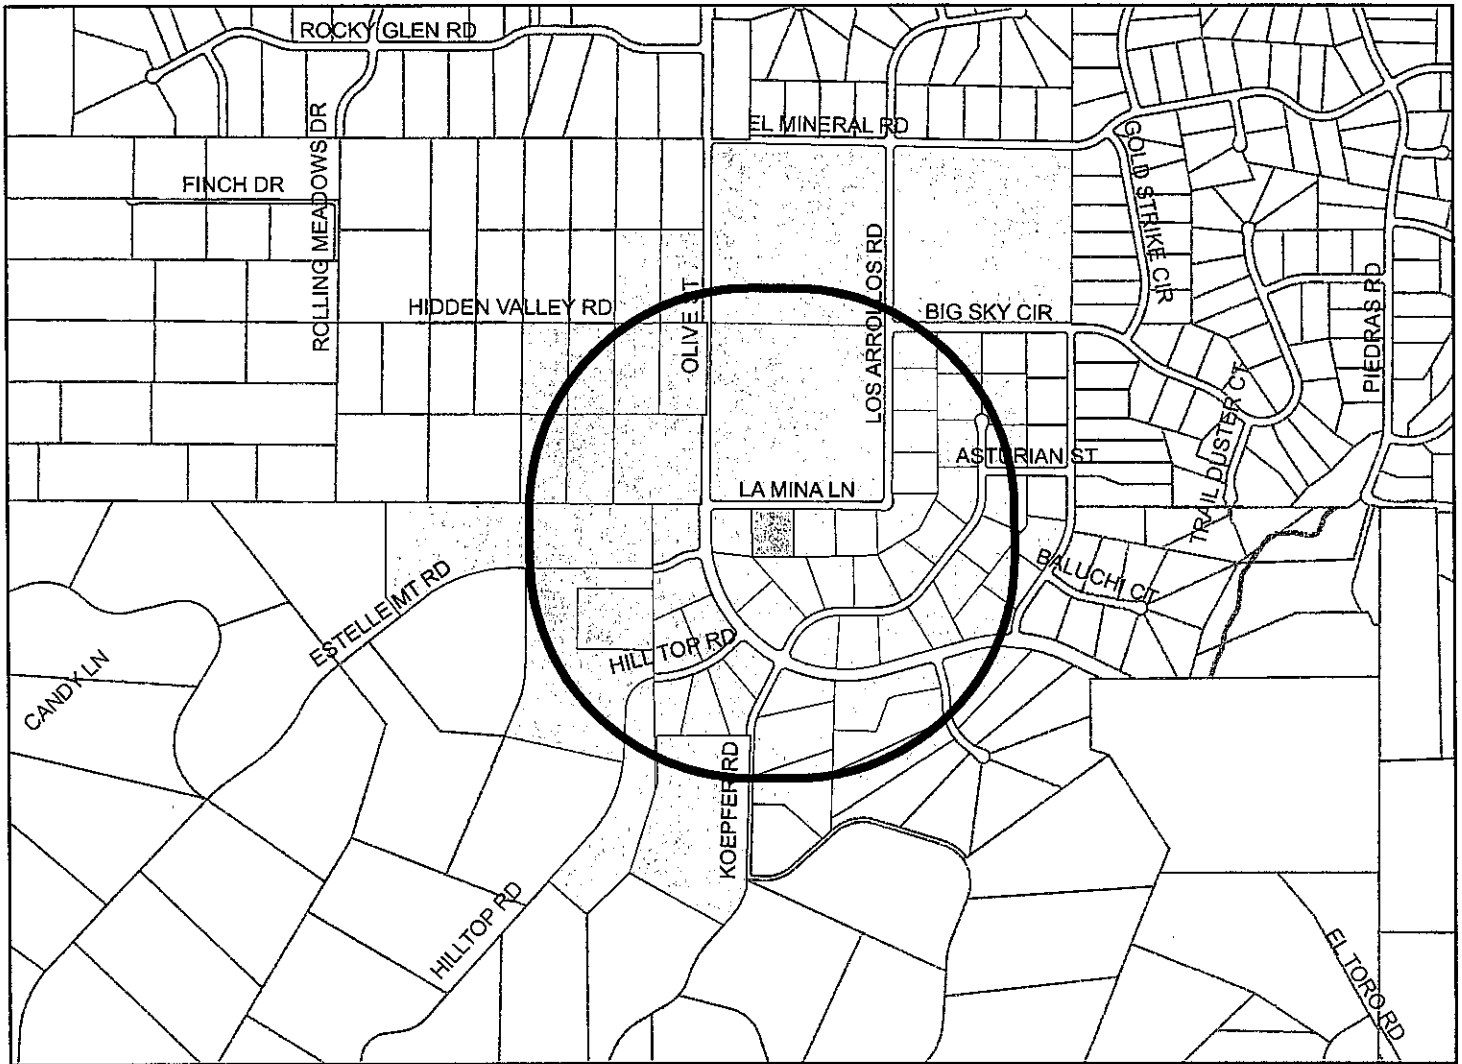 ROCKY GLEN RD
EL MINERAL RD
GOLD STRIKE CIR
FINCH DR
ROLLING MEADOWS DR
LOS ARROLLOS RD
PIEDRAS RD
OLIVE ST
HIDDEN VALLEY RD
BIG SKY CIR
TRAIL DUSTER CT
ASTURIAN ST
LA MINA LN
BALUCHI CT
ESTELLE MT RD
HILL TOP RD
CANDY LN
KOEPFER RD
HILLTOP RD
EL TORO RD